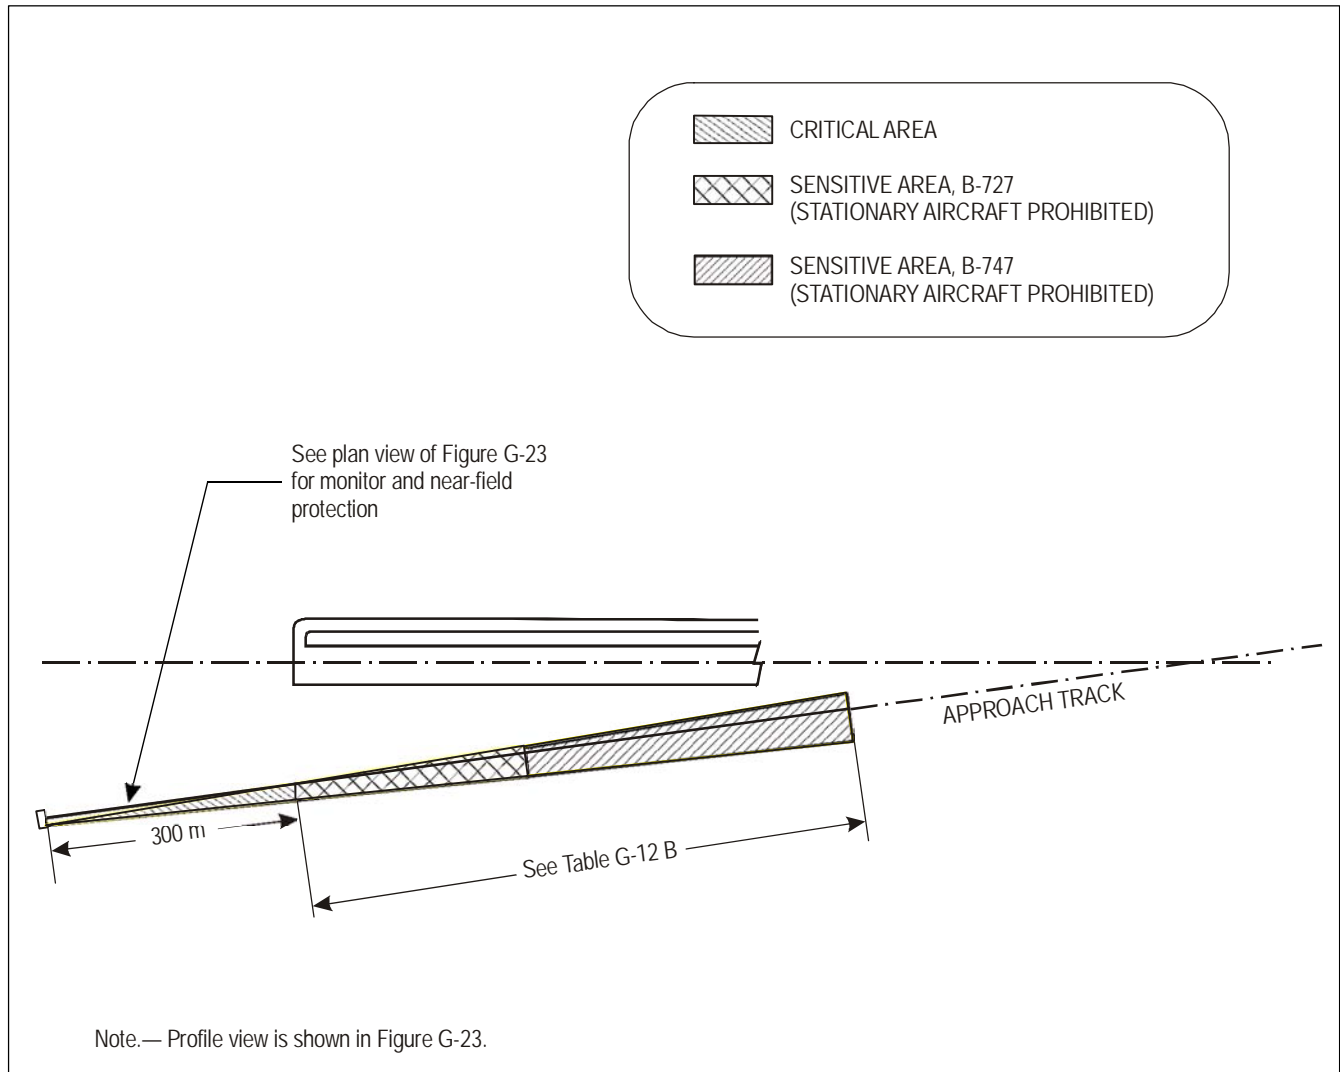 CRITICAL AREA
SENSITIVE AREA, B-727
(STATIONARY AIRCRAFT PROHIBITED)
SENSITIVE AREA, B-747
(STATIONARY AIRCRAFT PROHIBITED)
See plan view of Figure G-23
for monitor and near-field
protection
APPROACH TRACK
300 m
See Table G-12 B
Note.— Profile view is shown in Figure G-23.